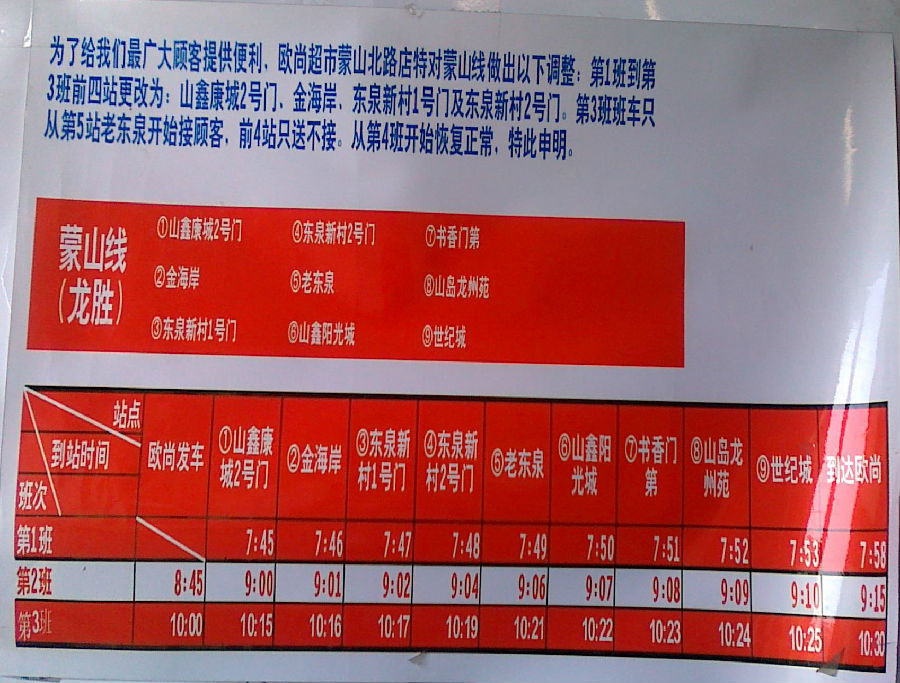 为了给我们最广大顾客提供便利,欧尚超市蒙山北路店特对蒙山线做出以下调整:第1班到第
3班前四站更改为:山鑫康城2号门、金海岸、东泉新村1号门及东泉新村2号门。第3班班车只
从第5站老东泉开始接顾客,前4站只送不接。从第4班开始恢复正常,特此申明。
蒙山线
(龙胜)
①山鑫康城2号门 ④东泉新村2号门 ⑦书香门第
②金海岸 ⑤老东泉 ⑧山岛龙州苑
③东泉新村1号门 ⑥山鑫阳光城 ⑨世纪城
站点
到站时间
班次
欧尚发车
①山鑫康
城2号门
②金海岸
③东泉新
村1号门
④东泉新
村2号门
⑤老东泉
⑥山鑫阳
光城
⑦书香门
第
⑧山岛龙
州苑
⑨世纪城
到达欧尚
第1班 7:45 7:46 7:47 7:48 7:49 7:50 7:51 7:52 7:53 7:58
第2班 8:45 9:00 9:01 9:02 9:04 9:06 9:07 9:08 9:09 9:10 9:15
第3班 10:00 10:15 10:16 10:17 10:19 10:21 10:22 10:23 10:24 10:25 10:30